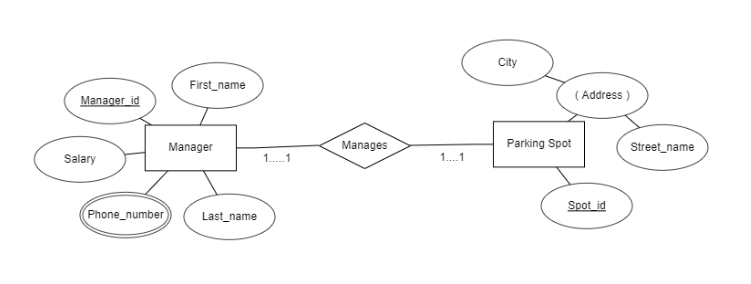 City
First_name
( Address )
Manager_id
Manager
Manages
Parking Spot
Street_name
Salary
1.....1
1....1
Phone_number
Last_name
Spot_id